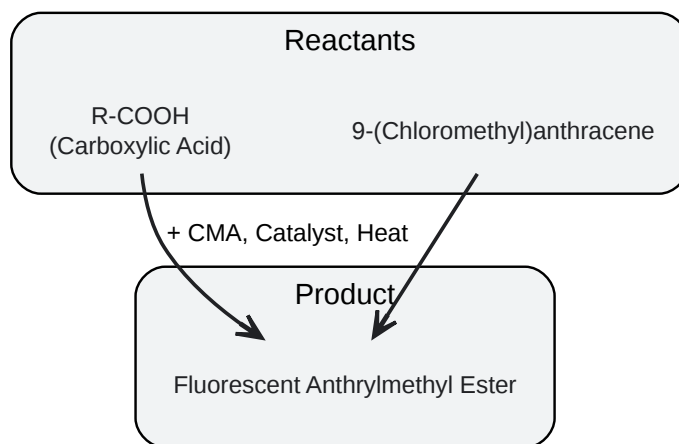 Reactants
R-COOH
(Carboxylic Acid)
9-(Chloromethyl)anthracene
+ CMA, Catalyst, Heat
Product
Fluorescent Anthrylmethyl Ester